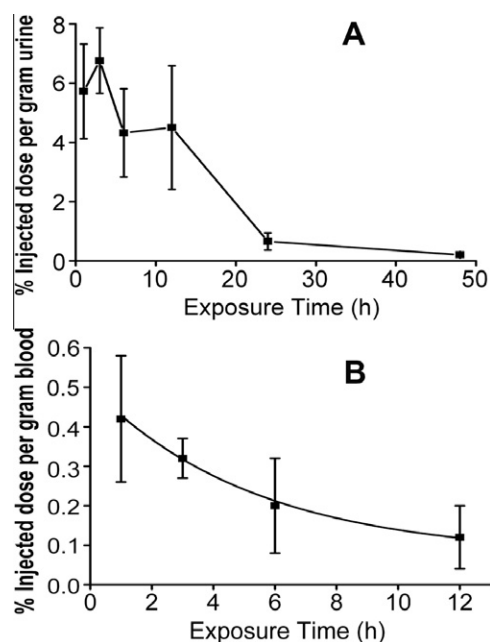 A
% Injected dose per gram urine
8
6
4
2
0
0 10 20 30 40 50
Exposure Time (h)
B
% Injected dose per gram blood
0.6
0.5
0.4
0.3
0.2
0.1
0.0
0 2 4 6 8 10 12
Exposure Time (h)